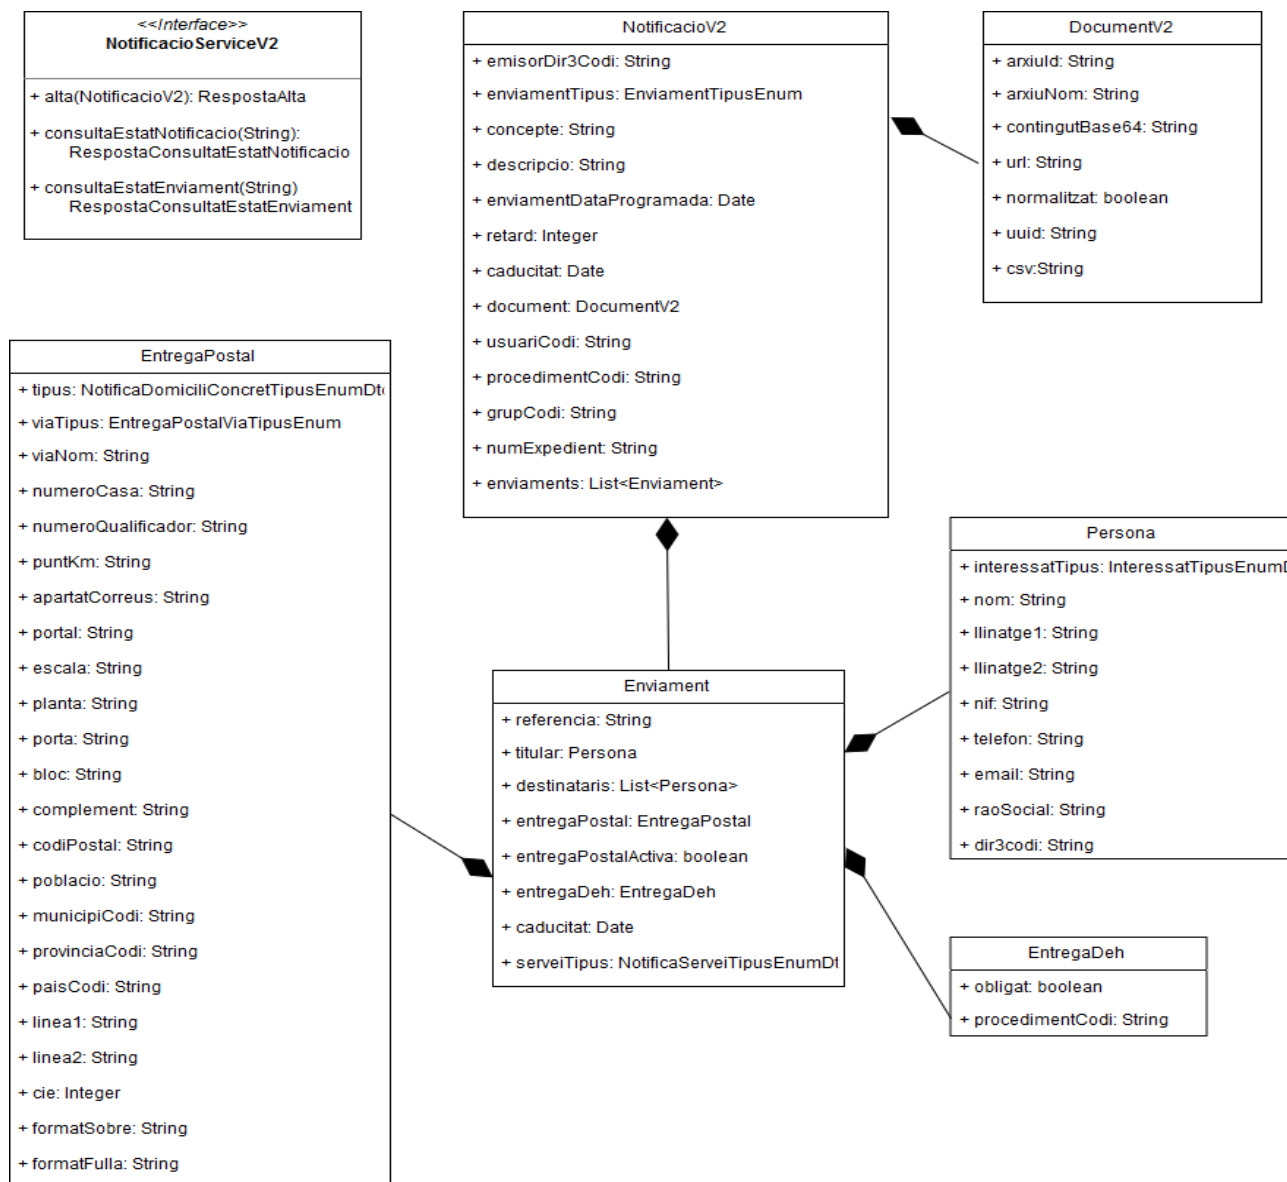 <<Interface>>
NotificacioServiceV2
+ alta(NotificacioV2): RespostaAlta
+ consultaEstatNotificacio(String):
RespostaConsultatEstatNotificacio
+ consultaEstatEnviament(String)
RespostaConsultatEstatEnviament
NotificacioV2
+ emisorDir3Codi: String
+ enviamentTipus: EnviamentTipusEnum
+ concepte: String
+ descripcio: String
+ enviamentDataProgramada: Date
+ retard: Integer
+ caducitat: Date
+ document: DocumentV2
+ usuariCodi: String
+ procedimentCodi: String
+ grupCodi: String
+ numExpedient: String
+ enviaments: List<Enviament>
DocumentV2
+ arxiuId: String
+ arxiuNom: String
+ contingutBase64: String
+ url: String
+ normalitzat: boolean
+ uuid: String
+ csv:String
EntregaPostal
+ tipus: NotificaDomiciliConcretTipusEnumDt
+ viaTipus: EntregaPostalViaTipusEnum
+ viaNom: String
+ numeroCasa: String
+ numeroQualificador: String
+ puntKm: String
+ apartatCorreus: String
+ portal: String
+ escala: String
+ planta: String
+ porta: String
+ bloc: String
+ complement: String
+ codiPostal: String
+ poblacio: String
+ municipiCodi: String
+ provinciaCodi: String
+ paisCodi: String
+ linea1: String
+ linea2: String
+ cie: Integer
+ formatSobre: String
+ formatFulla: String
Enviament
+ referencia: String
+ titular: Persona
+ destinataris: List<Persona>
+ entregaPostal: EntregaPostal
+ entregaPostalActiva: boolean
+ entregaDeh: EntregaDeh
+ caducitat: Date
+ serveiTipus: NotificaServeiTipusEnumDt
Persona
+ interessatTipus: InteressatTipusEnumD
+ nom: String
+ llinatge1: String
+ llinatge2: String
+ nif: String
+ telefon: String
+ email: String
+ raoSocial: String
+ dir3codi: String
EntregaDeh
+ obligat: boolean
+ procedimentCodi: String